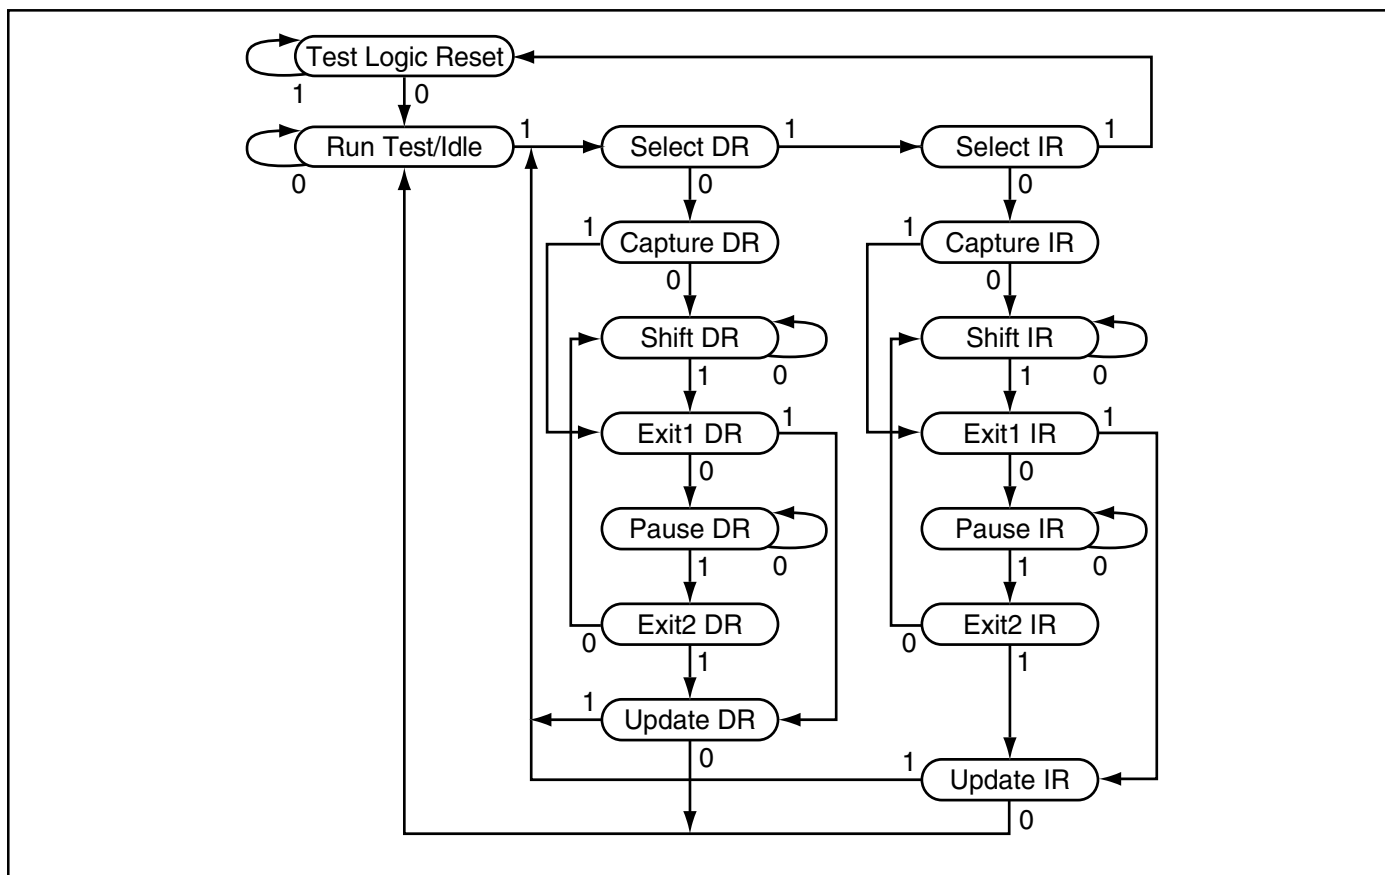 Test Logic Reset
1 0
Run Test/Idle 1 Select DR 1 Select IR 1
0 0 0
1 Capture DR 1 Capture IR
0 0
Shift DR Shift IR
1 0 1 0
Exit1 DR 1 Exit1 IR 1
0 0
Pause DR Pause IR
1 0 1 0
Exit2 DR Exit2 IR
0 1 0 1
1 Update DR
0
1 Update IR
0